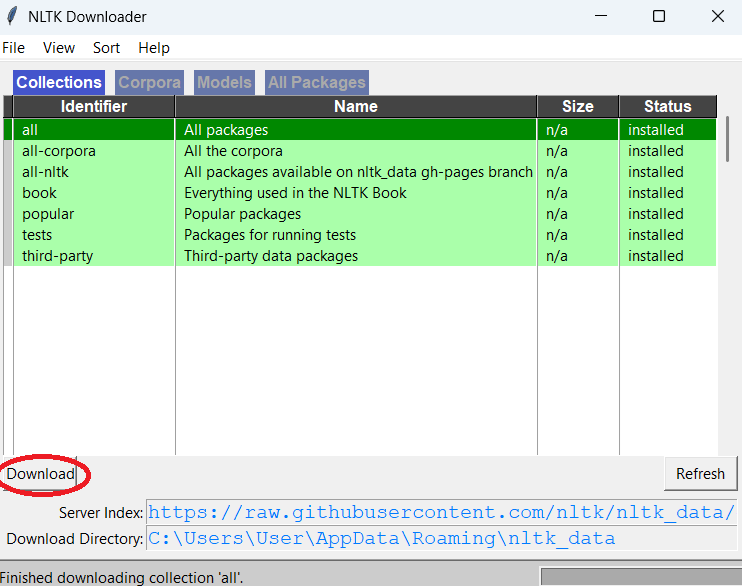 NLTK Downloader
File View Sort Help
Collections Corpora Models All Packages
Identifier Name Size Status
all All packages n/a installed
all-corpora All the corpora n/a installed
all-nltk All packages available on nltk_data gh-pages branch n/a installed
book Everything used in the NLTK Book n/a installed
popular Popular packages n/a installed
tests Packages for running tests n/a installed
third-party Third-party data packages n/a installed
Download Refresh
Server Index: https://raw.githubusercontent.com/nltk/nltk_data/
Download Directory: C:\Users\User\AppData\Roaming\nltk_data
Finished downloading collection 'all'.